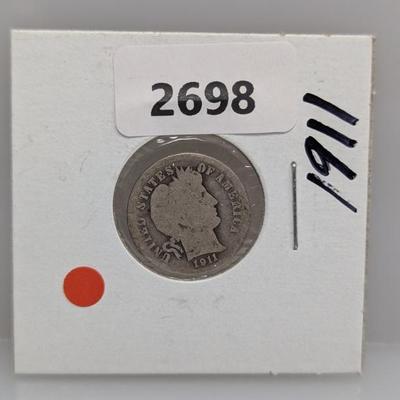 2698
UNITED STATES OF AMERICA
1911
1911